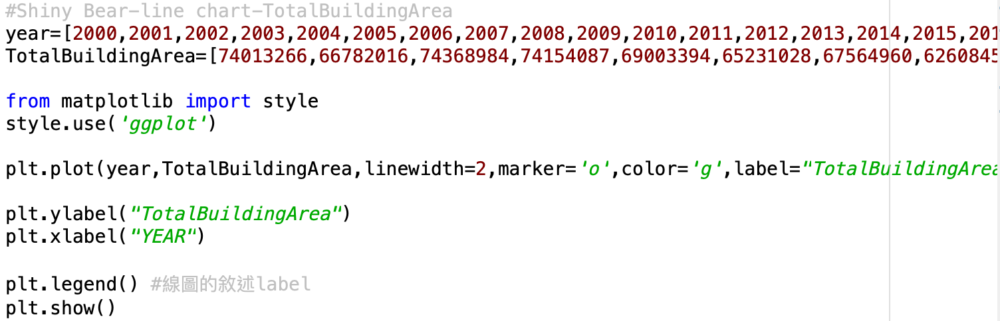 #Shiny Bear-line chart-TotalBuildingArea
year=[2000,2001,2002,2003,2004,2005,2006,2007,2008,2009,2010,2011,2012,2013,2014,2015,201
TotalBuildingArea=[74013266,66782016,74368984,74154087,69003394,65231028,67564960,6260845
from matplotlib import style
style.use('ggplot')
plt.plot(year,TotalBuildingArea,linewidth=2,marker='o',color='g',label="TotalBuildingArea
plt.ylabel("TotalBuildingArea")
plt.xlabel("YEAR")
plt.legend() #線圖的敘述label
plt.show()